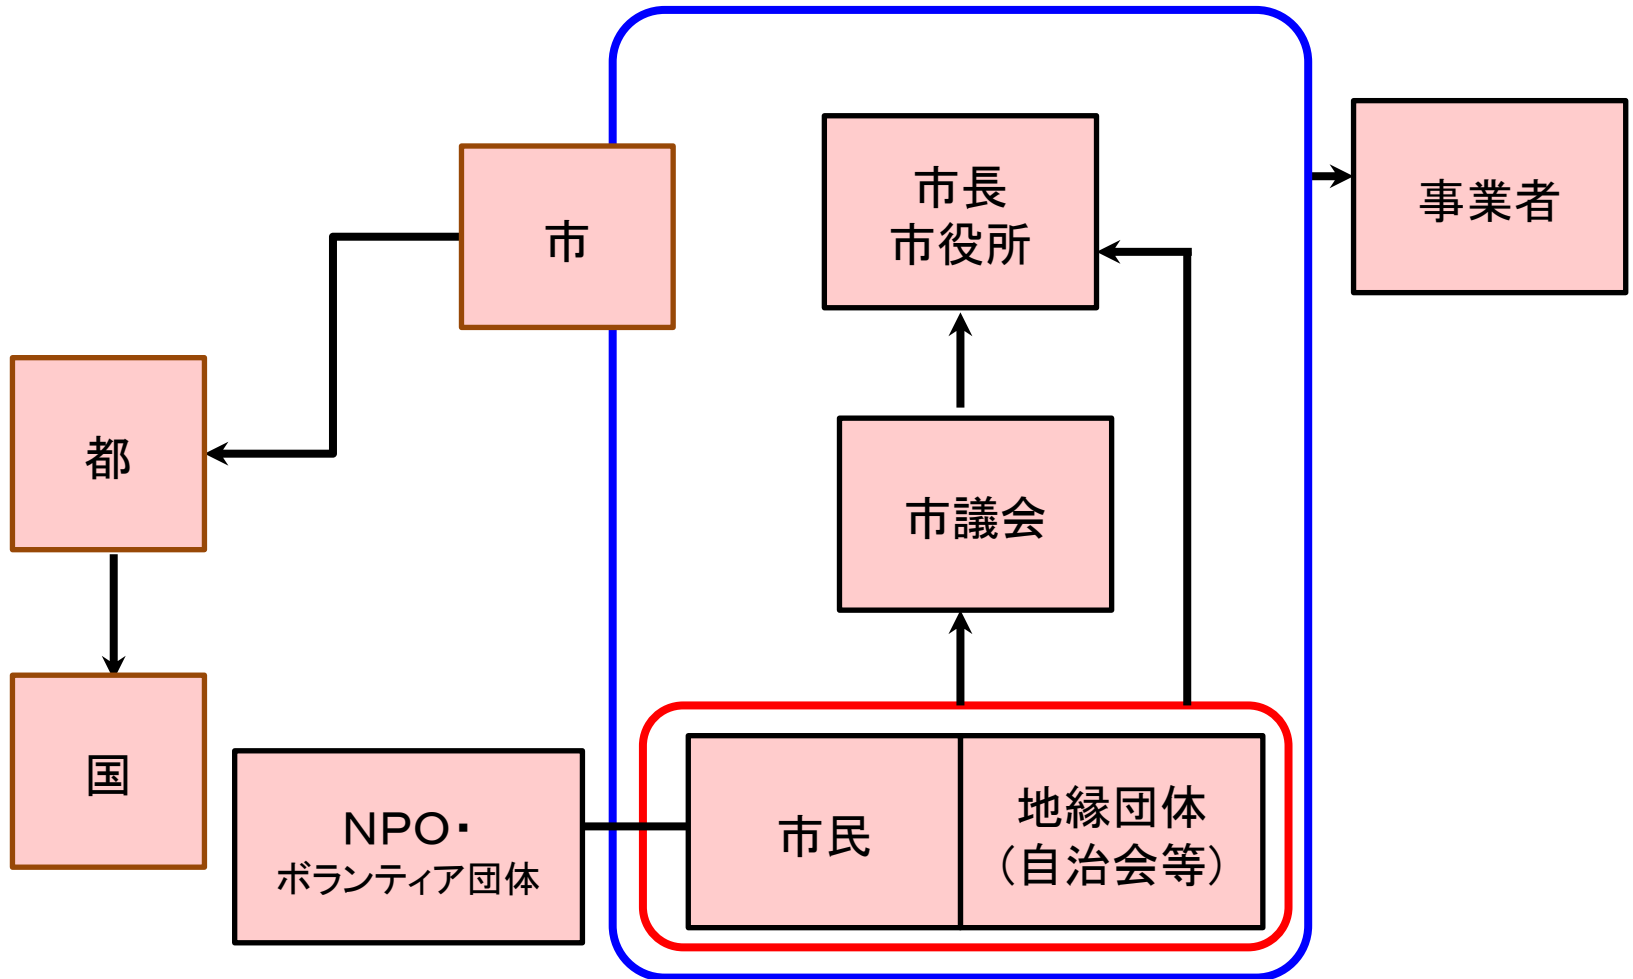 市
市長
市役所
事業者
都
市議会
国
NPO・
ボランティア団体
市民
地縁団体
（自治会等）